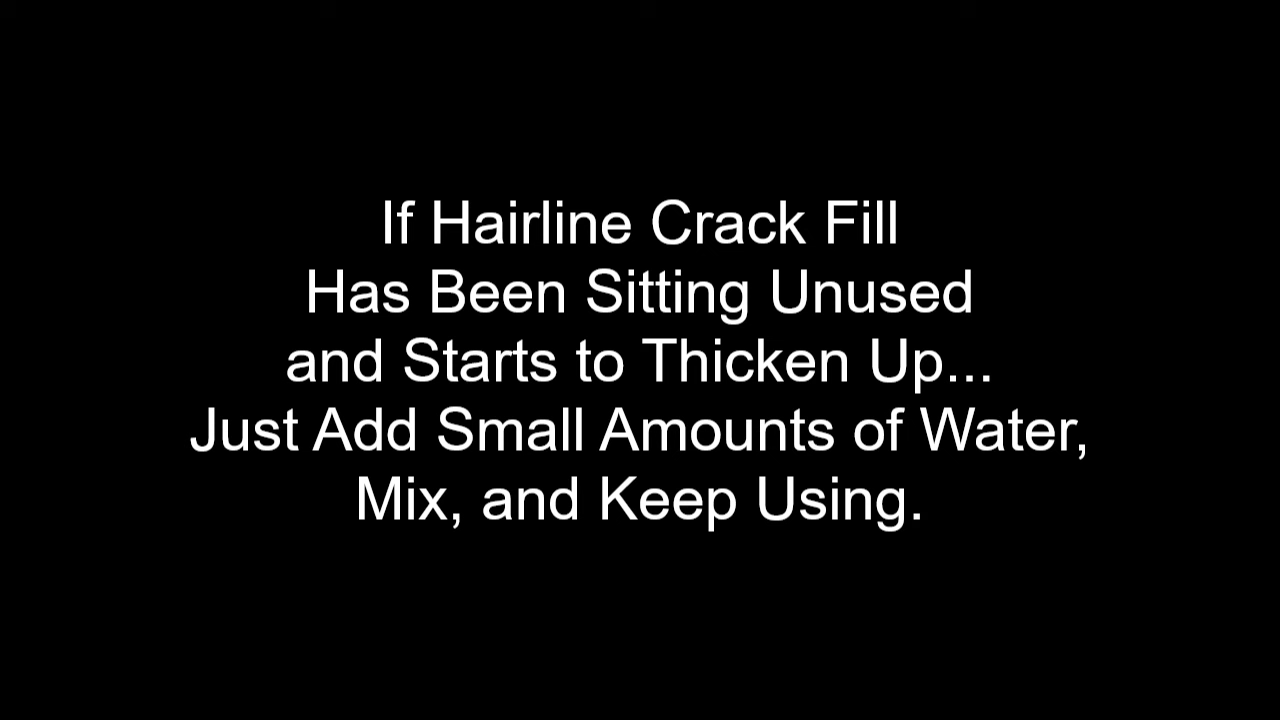 If Hairline Crack Fill
Has Been Sitting Unused
and Starts to Thicken Up...
Just Add Small Amounts of Water,
Mix, and Keep Using.